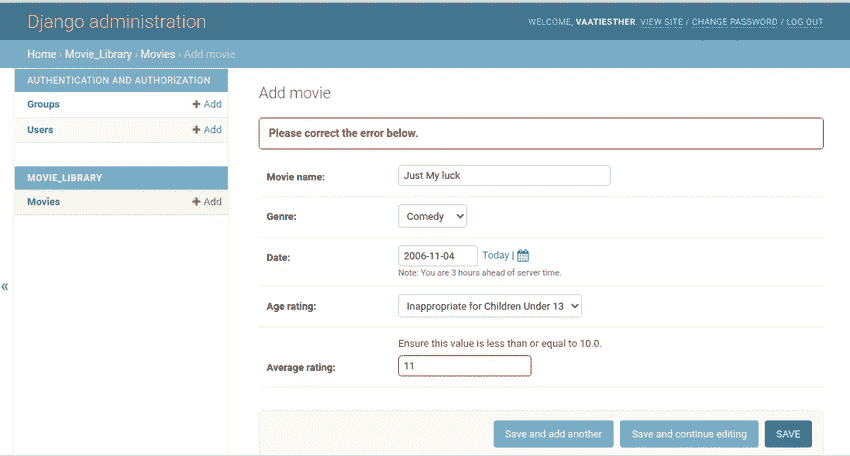 Django administration
WELCOME, VAATIESTHER. VIEW SITE / CHANGE PASSWORD / LOG OUT
Home › Movie_Library › Movies › Add movie
AUTHENTICATION AND AUTHORIZATION
Groups + Add
Users + Add
MOVIE_LIBRARY
Movies + Add
«
Add movie
Please correct the error below.
Movie name: Just My luck
Genre: Comedy
Date: 2006-11-04 Today |
Note: You are 3 hours ahead of server time.
Age rating: Inappropriate for Children Under 13
Ensure this value is less than or equal to 10.0.
Average rating: 11
Save and add another Save and continue editing SAVE